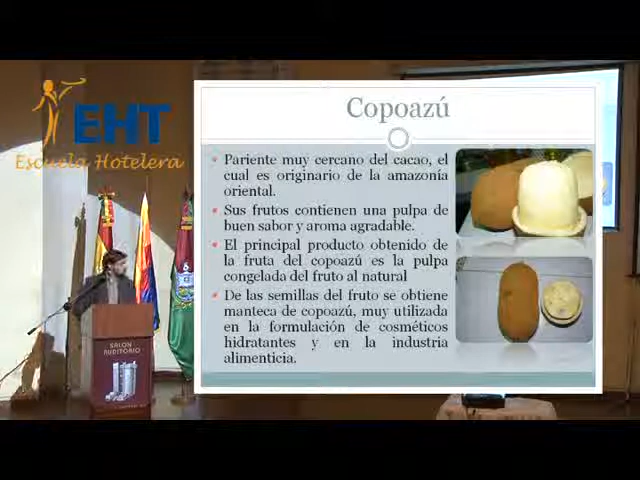 EHT
Escuela Hotelera
Copoazú
• Pariente muy cercano del cacao, el
cual es originario de la amazonía
oriental.
• Sus frutos contienen una pulpa de
buen sabor y aroma agradable.
• El principal producto obtenido de
la fruta del copoazú es la pulpa
congelada del fruto al natural
• De las semillas del fruto se obtiene
manteca de copoazú, muy utilizada
en la formulación de cosméticos
hidratantes y en la industria
alimenticia.
SALON
AUDITORIO